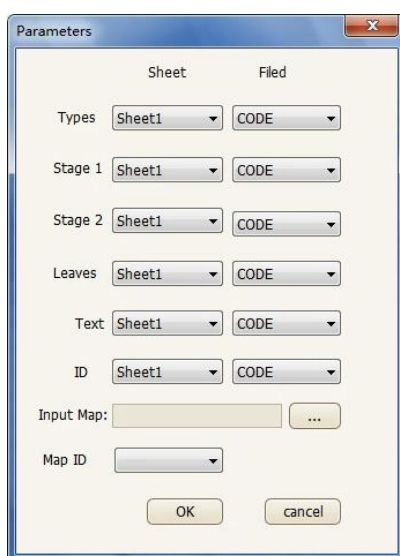 Parameters
Sheet Filed
Types Sheet1 CODE
Stage 1 Sheet1 CODE
Stage 2 Sheet1 CODE
Leaves Sheet1 CODE
Text Sheet1 CODE
ID Sheet1 CODE
Input Map: ...
Map ID
OK cancel